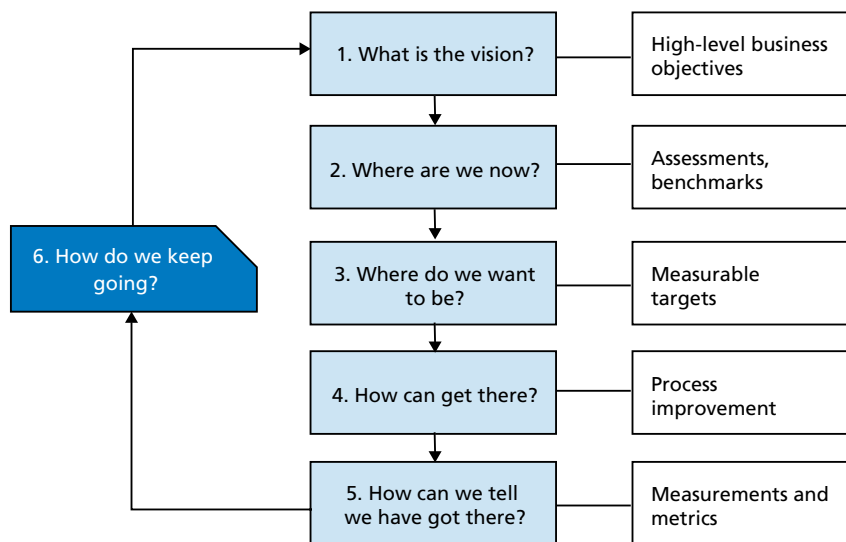 1. What is the vision?
High-level business
objectives
2. Where are we now?
Assessments,
benchmarks
6. How do we keep
going?
3. Where do we want
to be?
Measurable
targets
4. How can get there?
Process
improvement
5. How can we tell
we have got there?
Measurements and
metrics